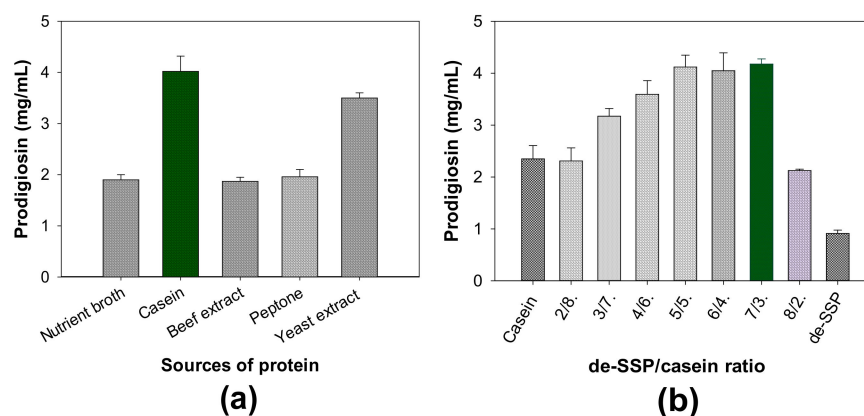 Prodigiosin (mg/mL)
5
4
3
2
1
0
Nutrient broth
Casein
Beef extract
Peptone
Yeast extract
Sources of protein
(a)
Prodigiosin (mg/mL)
5
4
3
2
1
0
Casein
2/8.
3/7.
4/6.
5/5.
6/4.
7/3.
8/2.
de-SSP
de-SSP/casein ratio
(b)